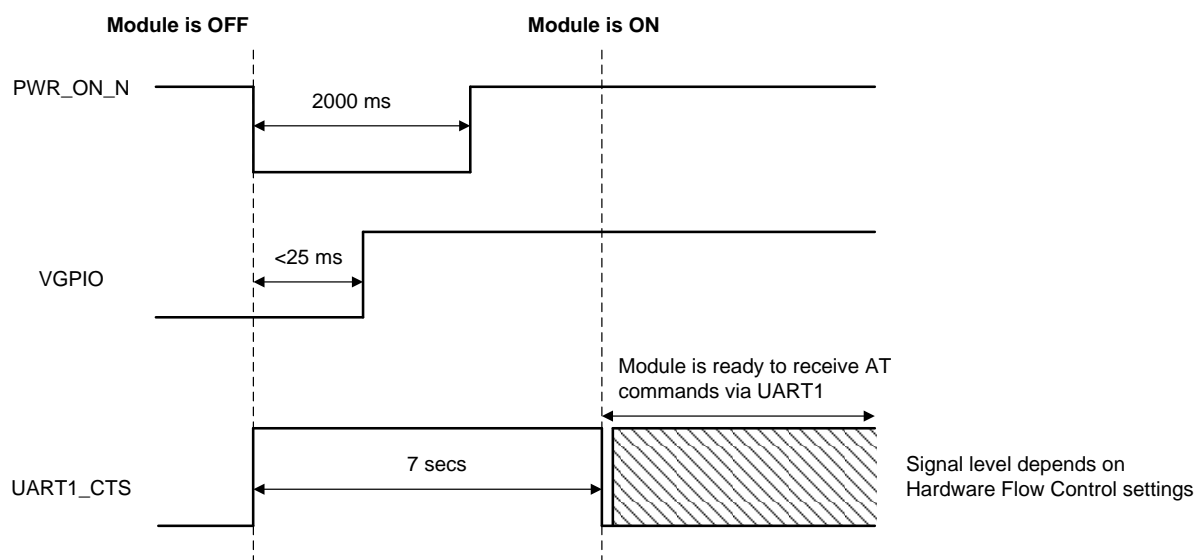 Module is OFF
Module is ON
PWR_ON_N
2000 ms
<25 ms
VGPIO
Module is ready to receive AT
commands via UART1
7 secs
UART1_CTS
Signal level depends on
Hardware Flow Control settings